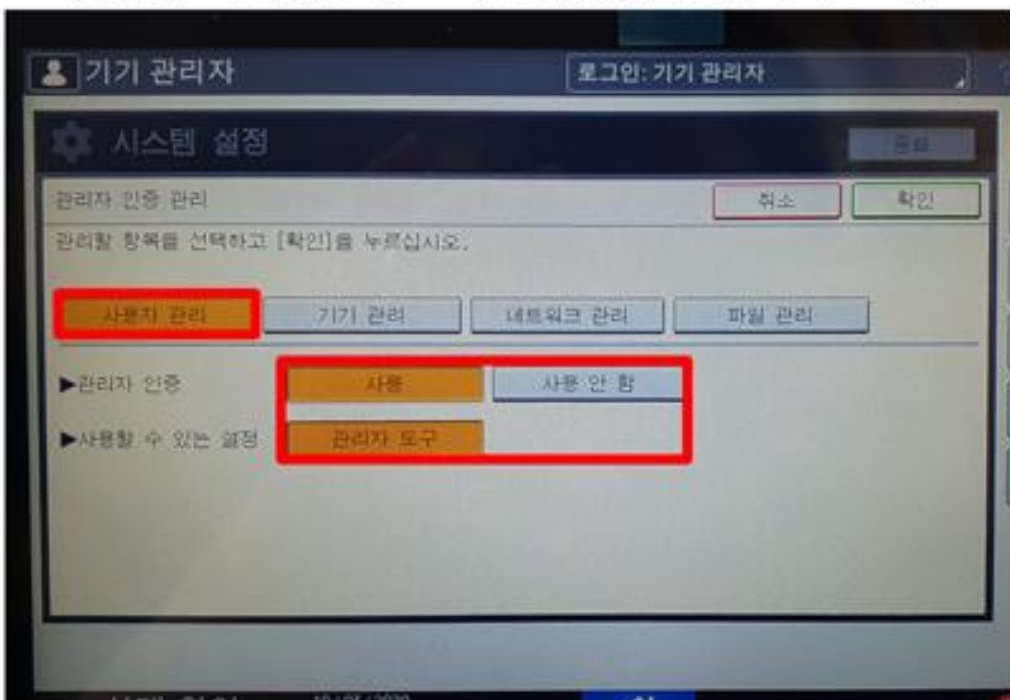 기기 관리자 로그인: 기기 관리자
시스템 설정 종료
관리자 인증 관리 취소 확인
관리할 항목을 선택하고 [확인]을 누르십시오.
사용자 관리 기기 관리 네트워크 관리 파일 관리
▶관리자 인증 사용 사용 안 함
▶사용할 수 있는 설정 관리자 도구